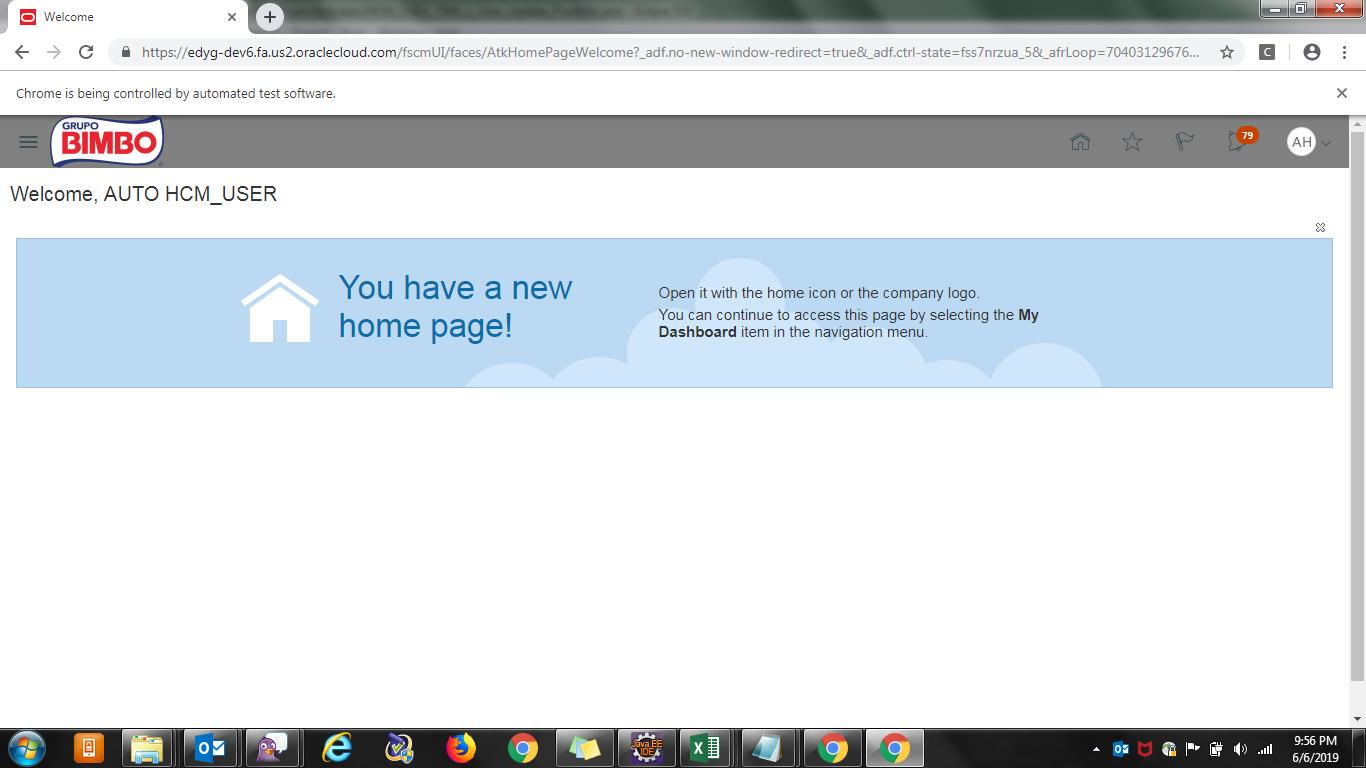 Welcome
https://edyg-dev6.fa.us2.oraclecloud.com/fscmUI/faces/AtkHomePageWelcome?_adf.no-new-window-redirect=true&_adf.ctrl-state=fss7nrzua_5&_afrLoop=70403129676...
C
Chrome is being controlled by automated test software.
GRUPO
BIMBO
79
AH
Welcome, AUTO HCM_USER
You have a new
home page!
Open it with the home icon or the company logo.
You can continue to access this page by selecting the My
Dashboard item in the navigation menu.
Java EE
IDE
9:56 PM
6/6/2019